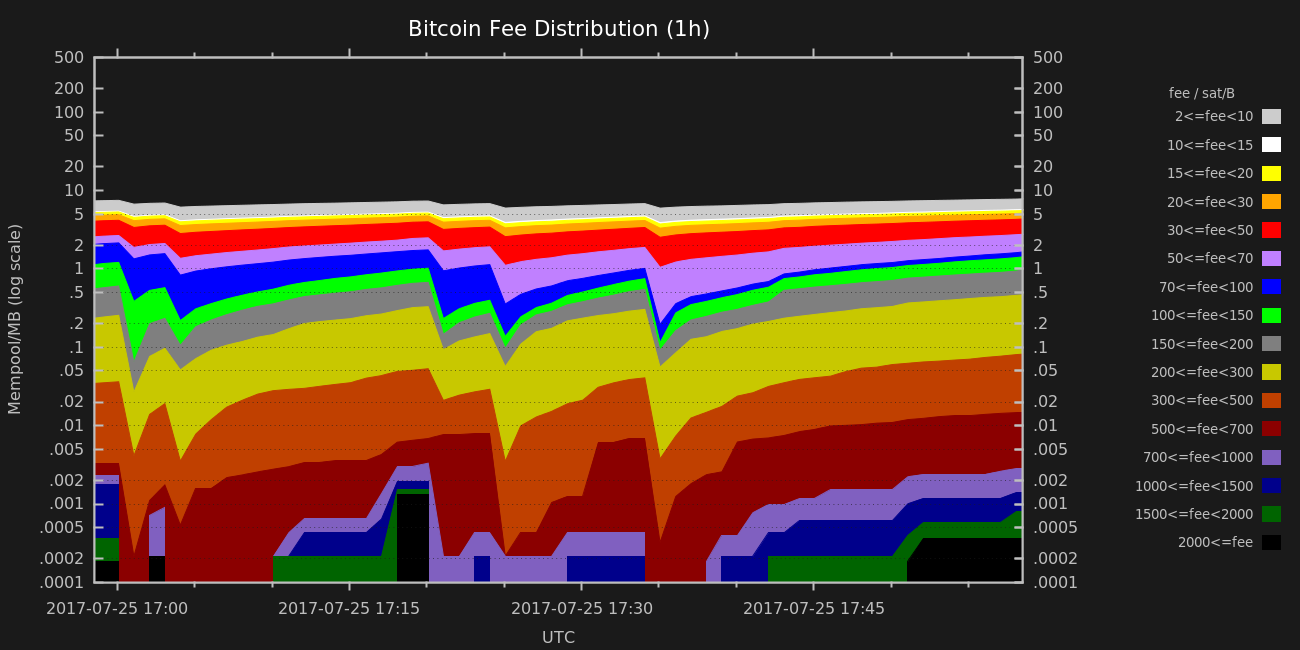 Bitcoin Fee Distribution (1h)
Mempool/MB (log scale)
500
200
100
50
20
10
5
2
1
.5
.2
.1
.05
.02
.01
.005
.002
.001
.0005
.0002
.0001
500
200
100
50
20
10
5
2
1
.5
.2
.1
.05
.02
.01
.005
.002
.001
.0005
.0002
.0001
2017-07-25 17:00
2017-07-25 17:15
2017-07-25 17:30
2017-07-25 17:45
UTC
fee / sat/B
2<=fee<10
10<=fee<15
15<=fee<20
20<=fee<30
30<=fee<50
50<=fee<70
70<=fee<100
100<=fee<150
150<=fee<200
200<=fee<300
300<=fee<500
500<=fee<700
700<=fee<1000
1000<=fee<1500
1500<=fee<2000
2000<=fee